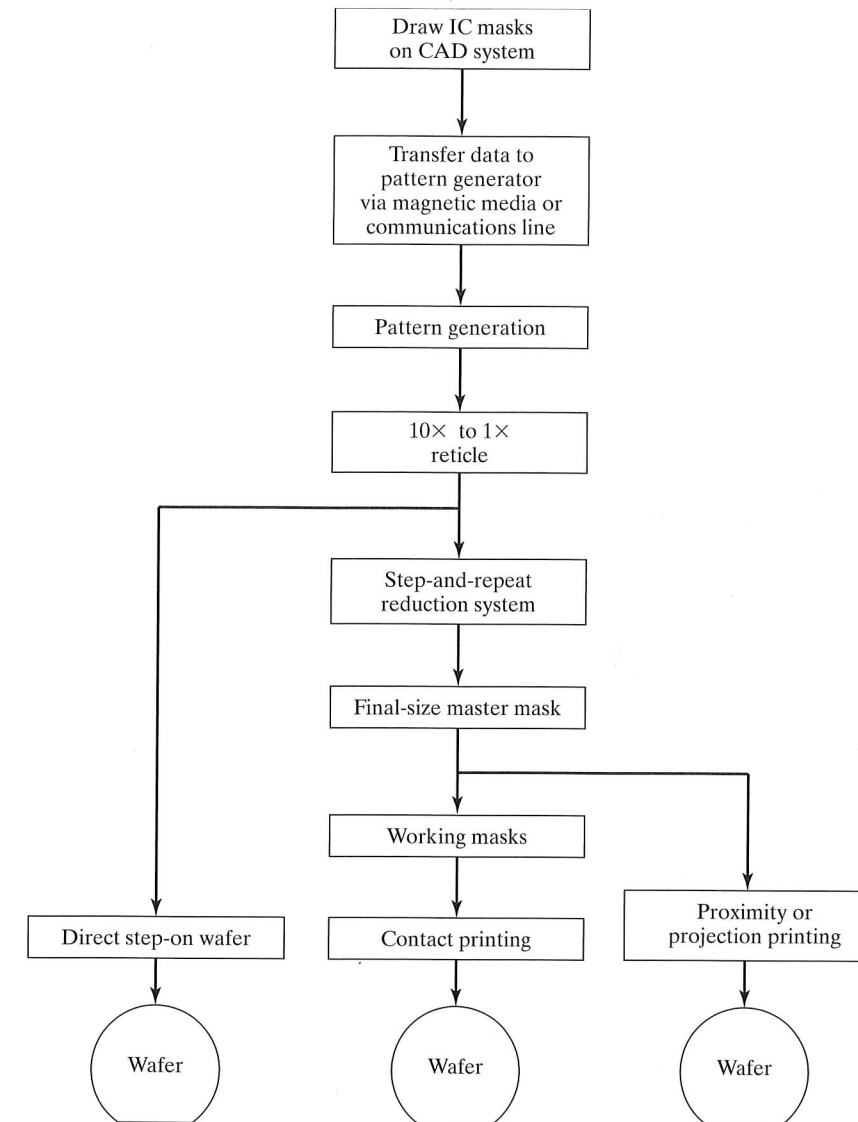 Draw IC masks
on CAD system
Transfer data to
pattern generator
via magnetic media or
communications line
Pattern generation
10× to 1×
reticle
Step-and-repeat
reduction system
Final-size master mask
Working masks
Direct step-on wafer
Contact printing
Proximity or
projection printing
Wafer
Wafer
Wafer